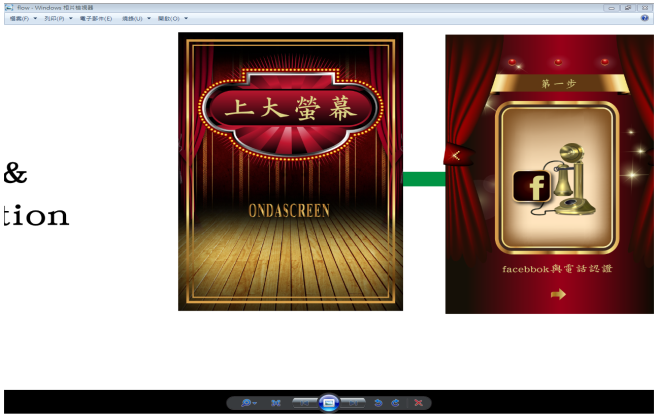 flow - Windows 相片檢視器
檔案(F) 列印(P) 電子郵件(E) 燒錄(U) 開啟(O)
&
tion
上大螢幕
ONDASCREEN
第一步
f
facebbok與電話認證